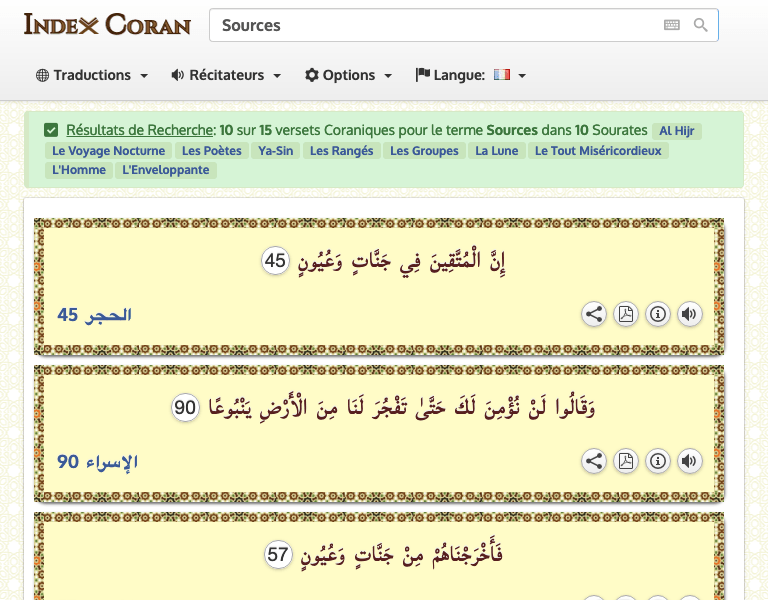 INDEX CORAN
Sources
Traductions
Récitateurs
Options
Langue:
Résultats de Recherche: 10 sur 15 versets Coraniques pour le terme Sources dans 10 Sourates Al Hijr
Le Voyage Nocturne Les Poètes Ya-Sin Les Rangés Les Groupes La Lune Le Tout Miséricordieux
L'Homme L'Enveloppante
إِنَّ الْمُتَّقِينَ فِي جَنَّاتٍ وَعُيُونٍ 45
الحجر 45
وَقَالُوا لَنْ نُؤْمِنَ لَكَ حَتَّىٰ تَفْجُرَ لَنَا مِنَ الْأَرْضِ يَنْبُوعًا 90
الإسراء 90
فَأَخْرَجْنَاهُمْ مِنْ جَنَّاتٍ وَعُيُونٍ 57